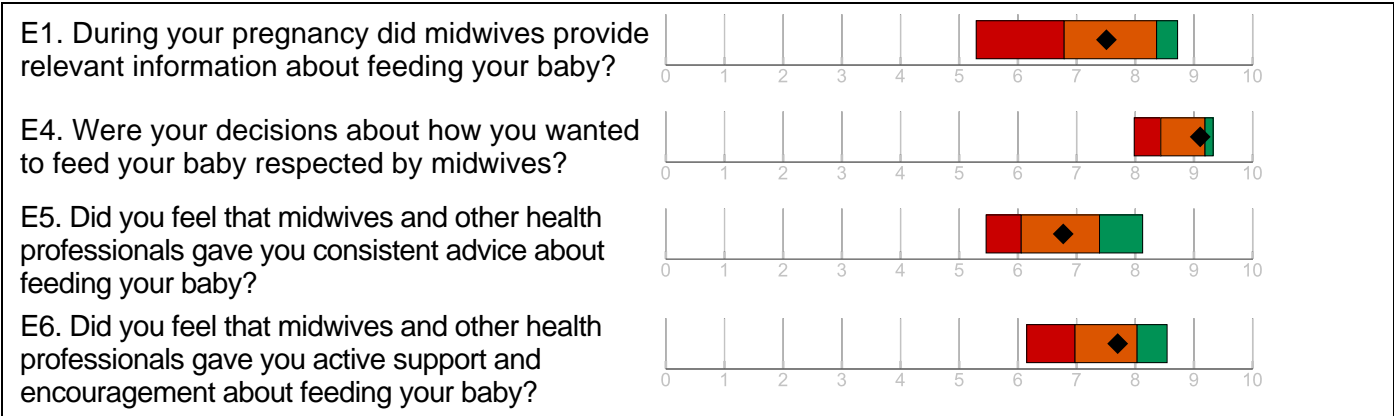 E1. During your pregnancy did midwives provide
relevant information about feeding your baby?
0 1 2 3 4 5 6 7 8 9 10
E4. Were your decisions about how you wanted
to feed your baby respected by midwives?
0 1 2 3 4 5 6 7 8 9 10
E5. Did you feel that midwives and other health
professionals gave you consistent advice about
feeding your baby?
0 1 2 3 4 5 6 7 8 9 10
E6. Did you feel that midwives and other health
professionals gave you active support and
encouragement about feeding your baby?
0 1 2 3 4 5 6 7 8 9 10